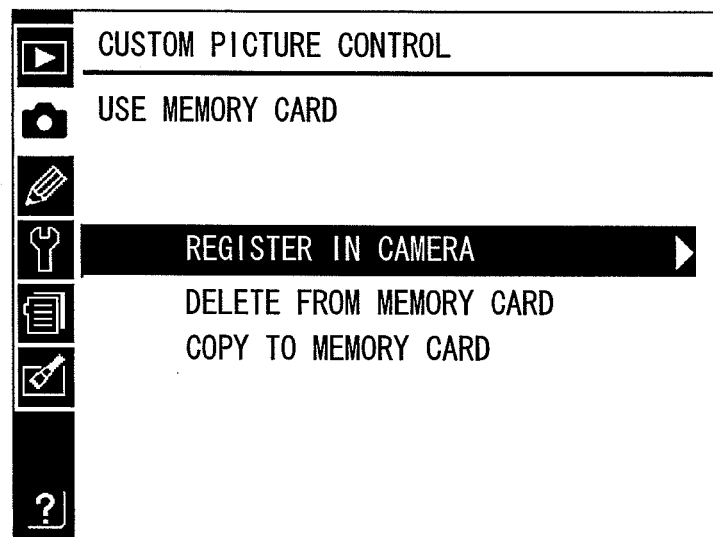 CUSTOM PICTURE CONTROL
USE MEMORY CARD
REGISTER IN CAMERA
DELETE FROM MEMORY CARD
COPY TO MEMORY CARD
?